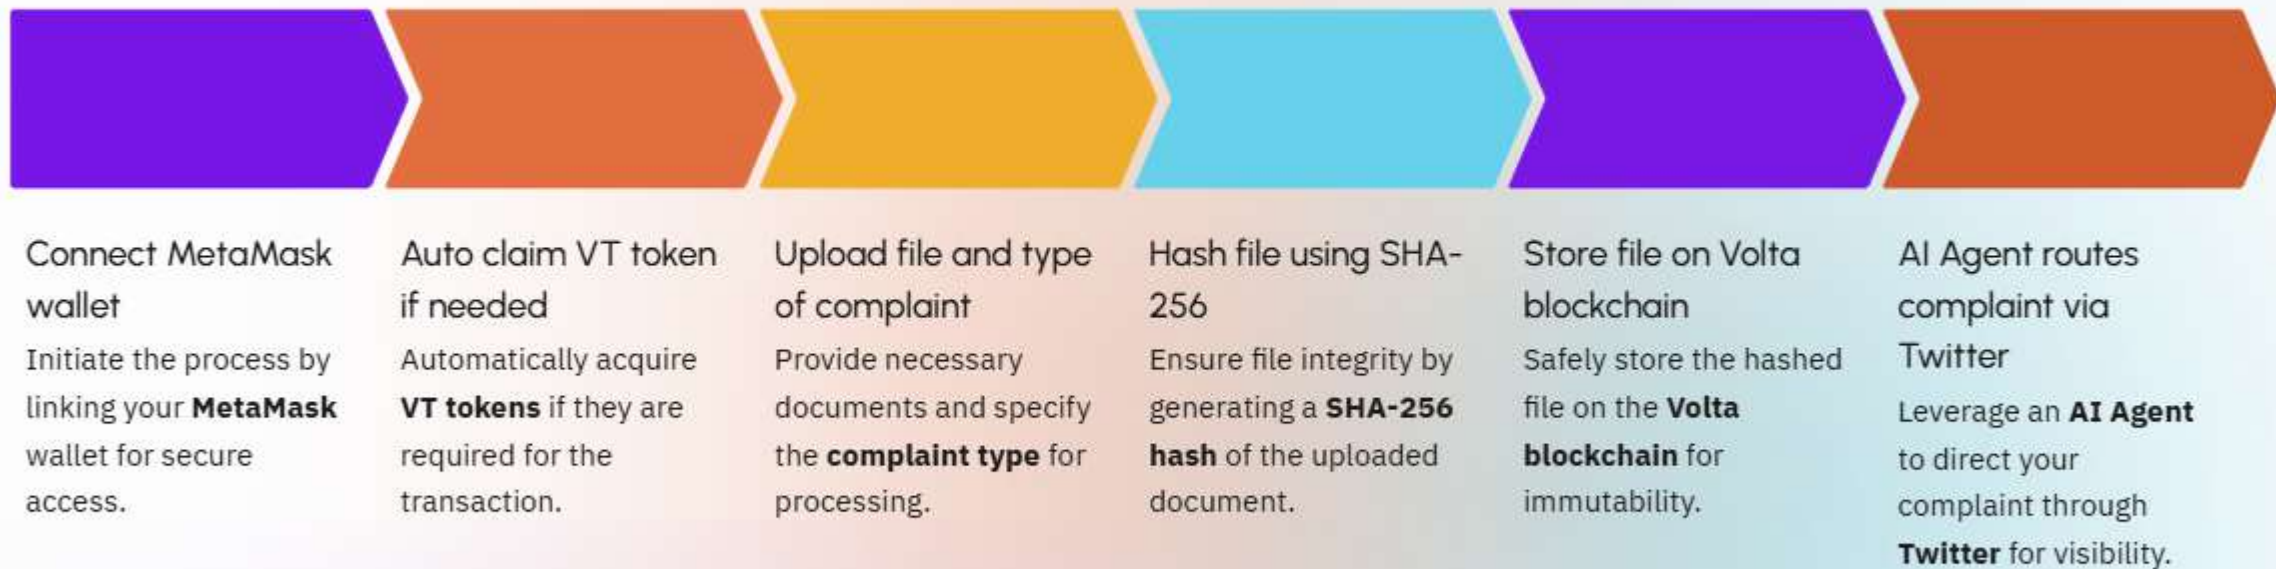 Connect MetaMask
wallet
Initiate the process by
linking your MetaMask
wallet for secure
access.
Auto claim VT token
if needed
Automatically acquire
VT tokens if they are
required for the
transaction.
Upload file and type
of complaint
Provide necessary
documents and specify
the complaint type for
processing.
Hash file using SHA-
256
Ensure file integrity by
generating a SHA-256
hash of the uploaded
document.
Store file on Volta
blockchain
Safely store the hashed
file on the Volta
blockchain for
immutability.
AI Agent routes
complaint via
Twitter
Leverage an AI Agent
to direct your
complaint through
Twitter for visibility.